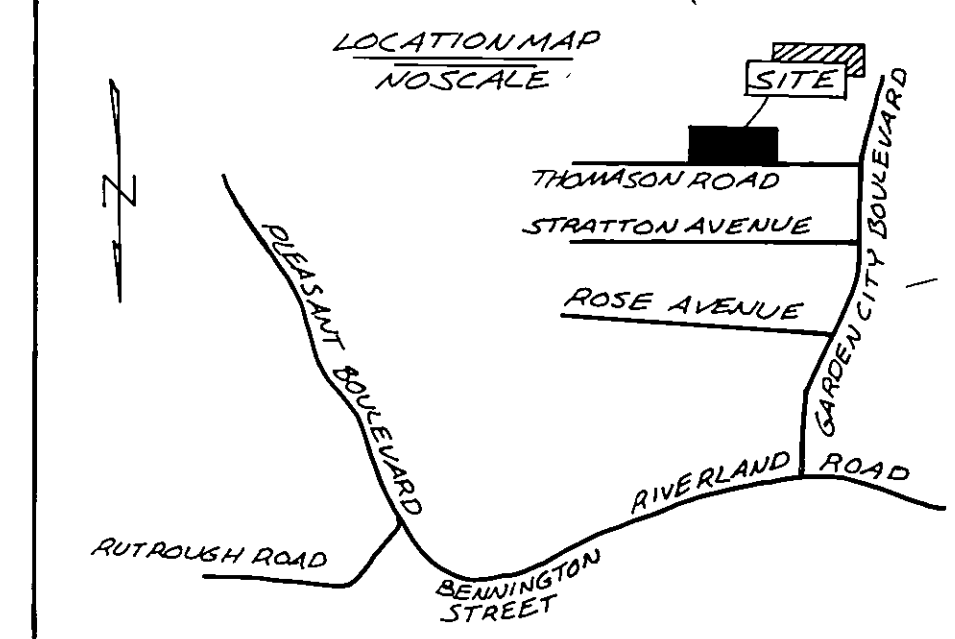 LOCATION MAP
NO SCALE
SITE
THOMASON ROAD
STRATTON AVENUE
ROSE AVENUE
GARDEN CITY BOULEVARD
PLEASANT BOULEVARD
RIVERLAND ROAD
RUTROUGH ROAD
BENNINGTON
STREET
N